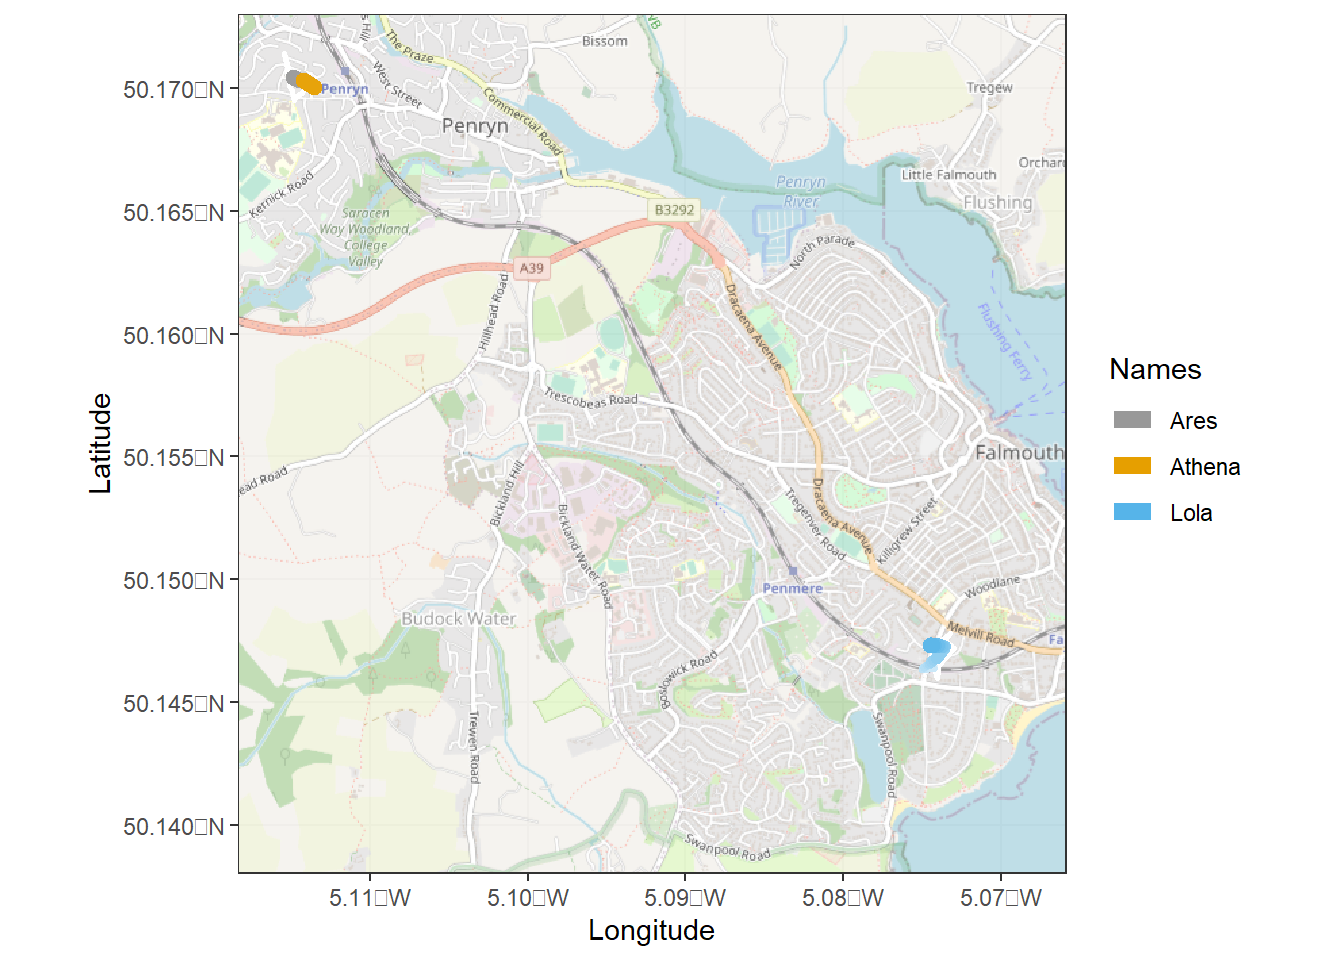 Bissom
The Praze
West Street
Penryn
Commercial Road
Penryn
Tregew
Orchar
Little Falmouth
Flushing
Penryn
River
Kernick Road
Saracen
Way Woodland,
College
Valley
B3292
A39
North Parade
Hillhead Road
Dracaena Avenue
Flushing Ferry
Trescobeas Road
Falmouth
ead Road
Bickland Hill
Bickland Water Road
Tregenver Road
Dracaena Avenue
Killigrew Street
Penmere
Woodlane
Budock Water
Melvill Road
Fa
Boslowick Road
Trewen Road
Swanpool Road
Swanpool Road
50.170□N
50.165□N
50.160□N
50.155□N
50.150□N
50.145□N
50.140□N
Latitude
5.11□W 5.10□W 5.09□W 5.08□W 5.07□W
Longitude
Names
Ares
Athena
Lola